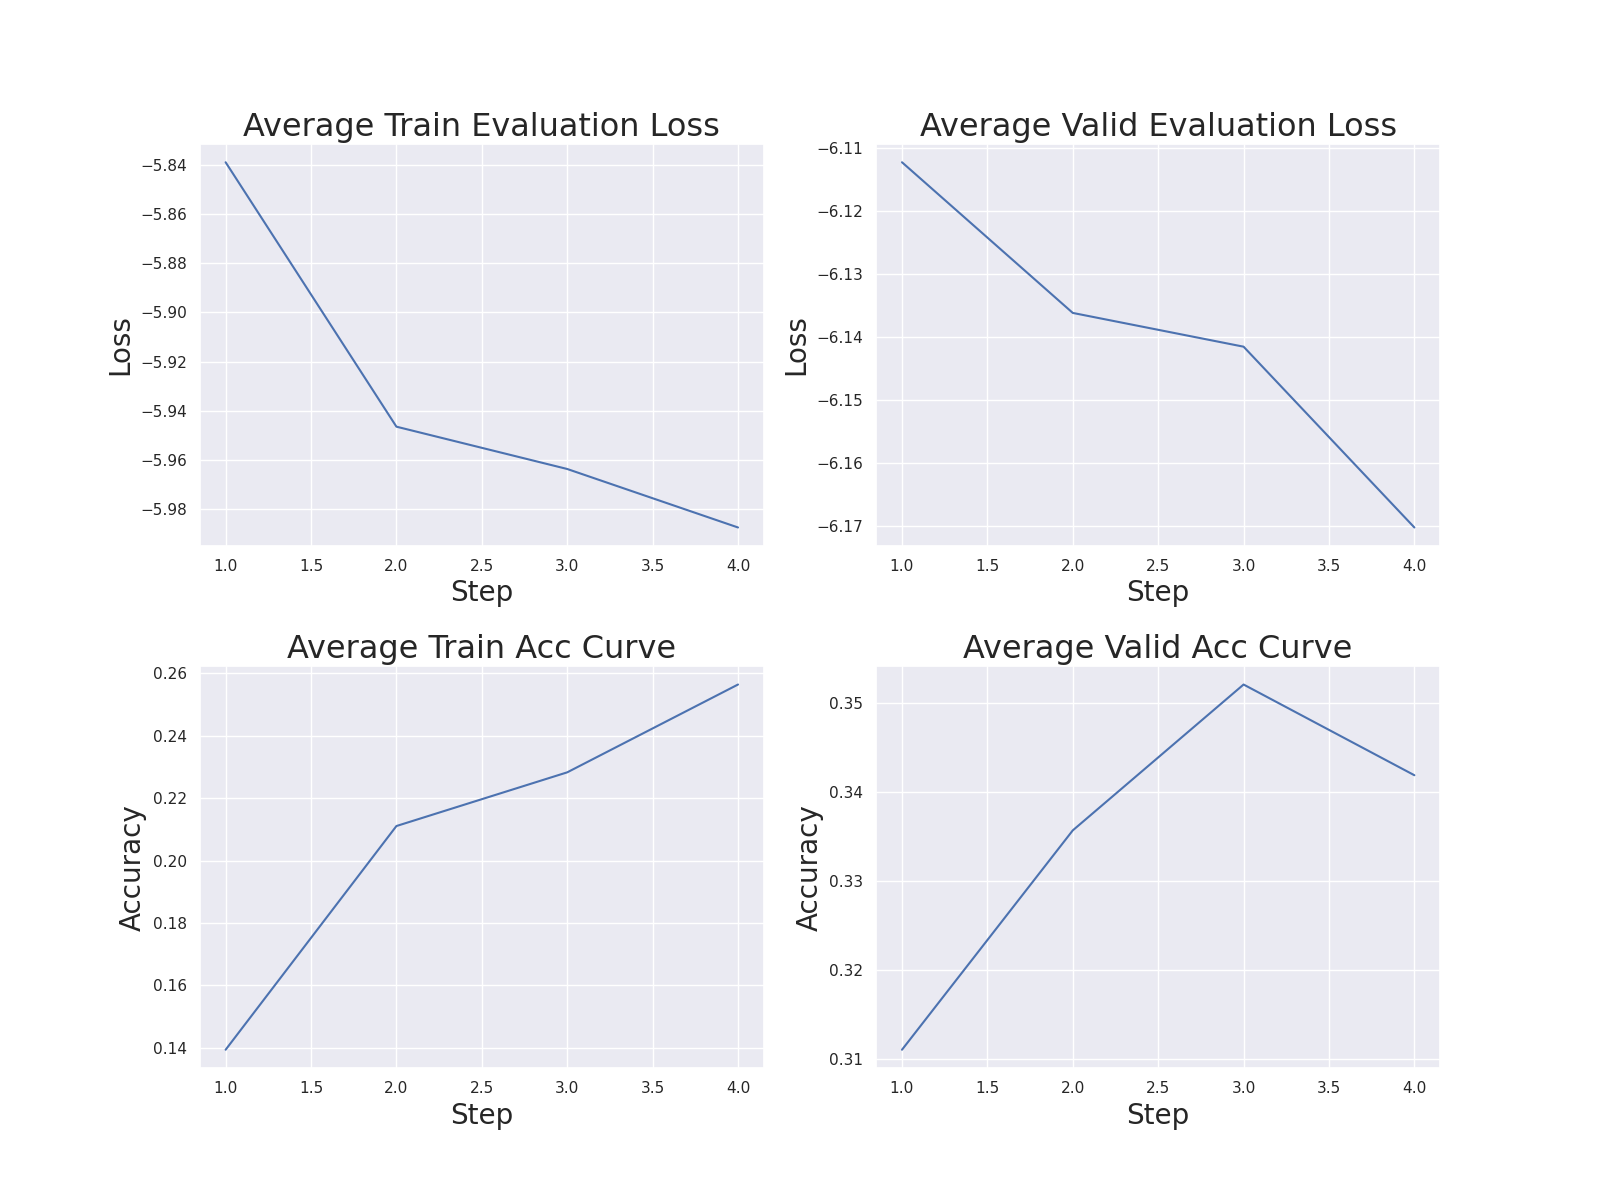 Average Train Evaluation Loss
−5.84
−5.86
−5.88
−5.90
−5.92
−5.94
−5.96
−5.98
Loss
1.0 1.5 2.0 2.5 3.0 3.5 4.0
Step
Average Valid Evaluation Loss
−6.11
−6.12
−6.13
−6.14
−6.15
−6.16
−6.17
Loss
1.0 1.5 2.0 2.5 3.0 3.5 4.0
Step
Average Train Acc Curve
0.26
0.24
0.22
0.20
0.18
0.16
0.14
Accuracy
1.0 1.5 2.0 2.5 3.0 3.5 4.0
Step
Average Valid Acc Curve
0.35
0.34
0.33
0.32
0.31
Accuracy
1.0 1.5 2.0 2.5 3.0 3.5 4.0
Step